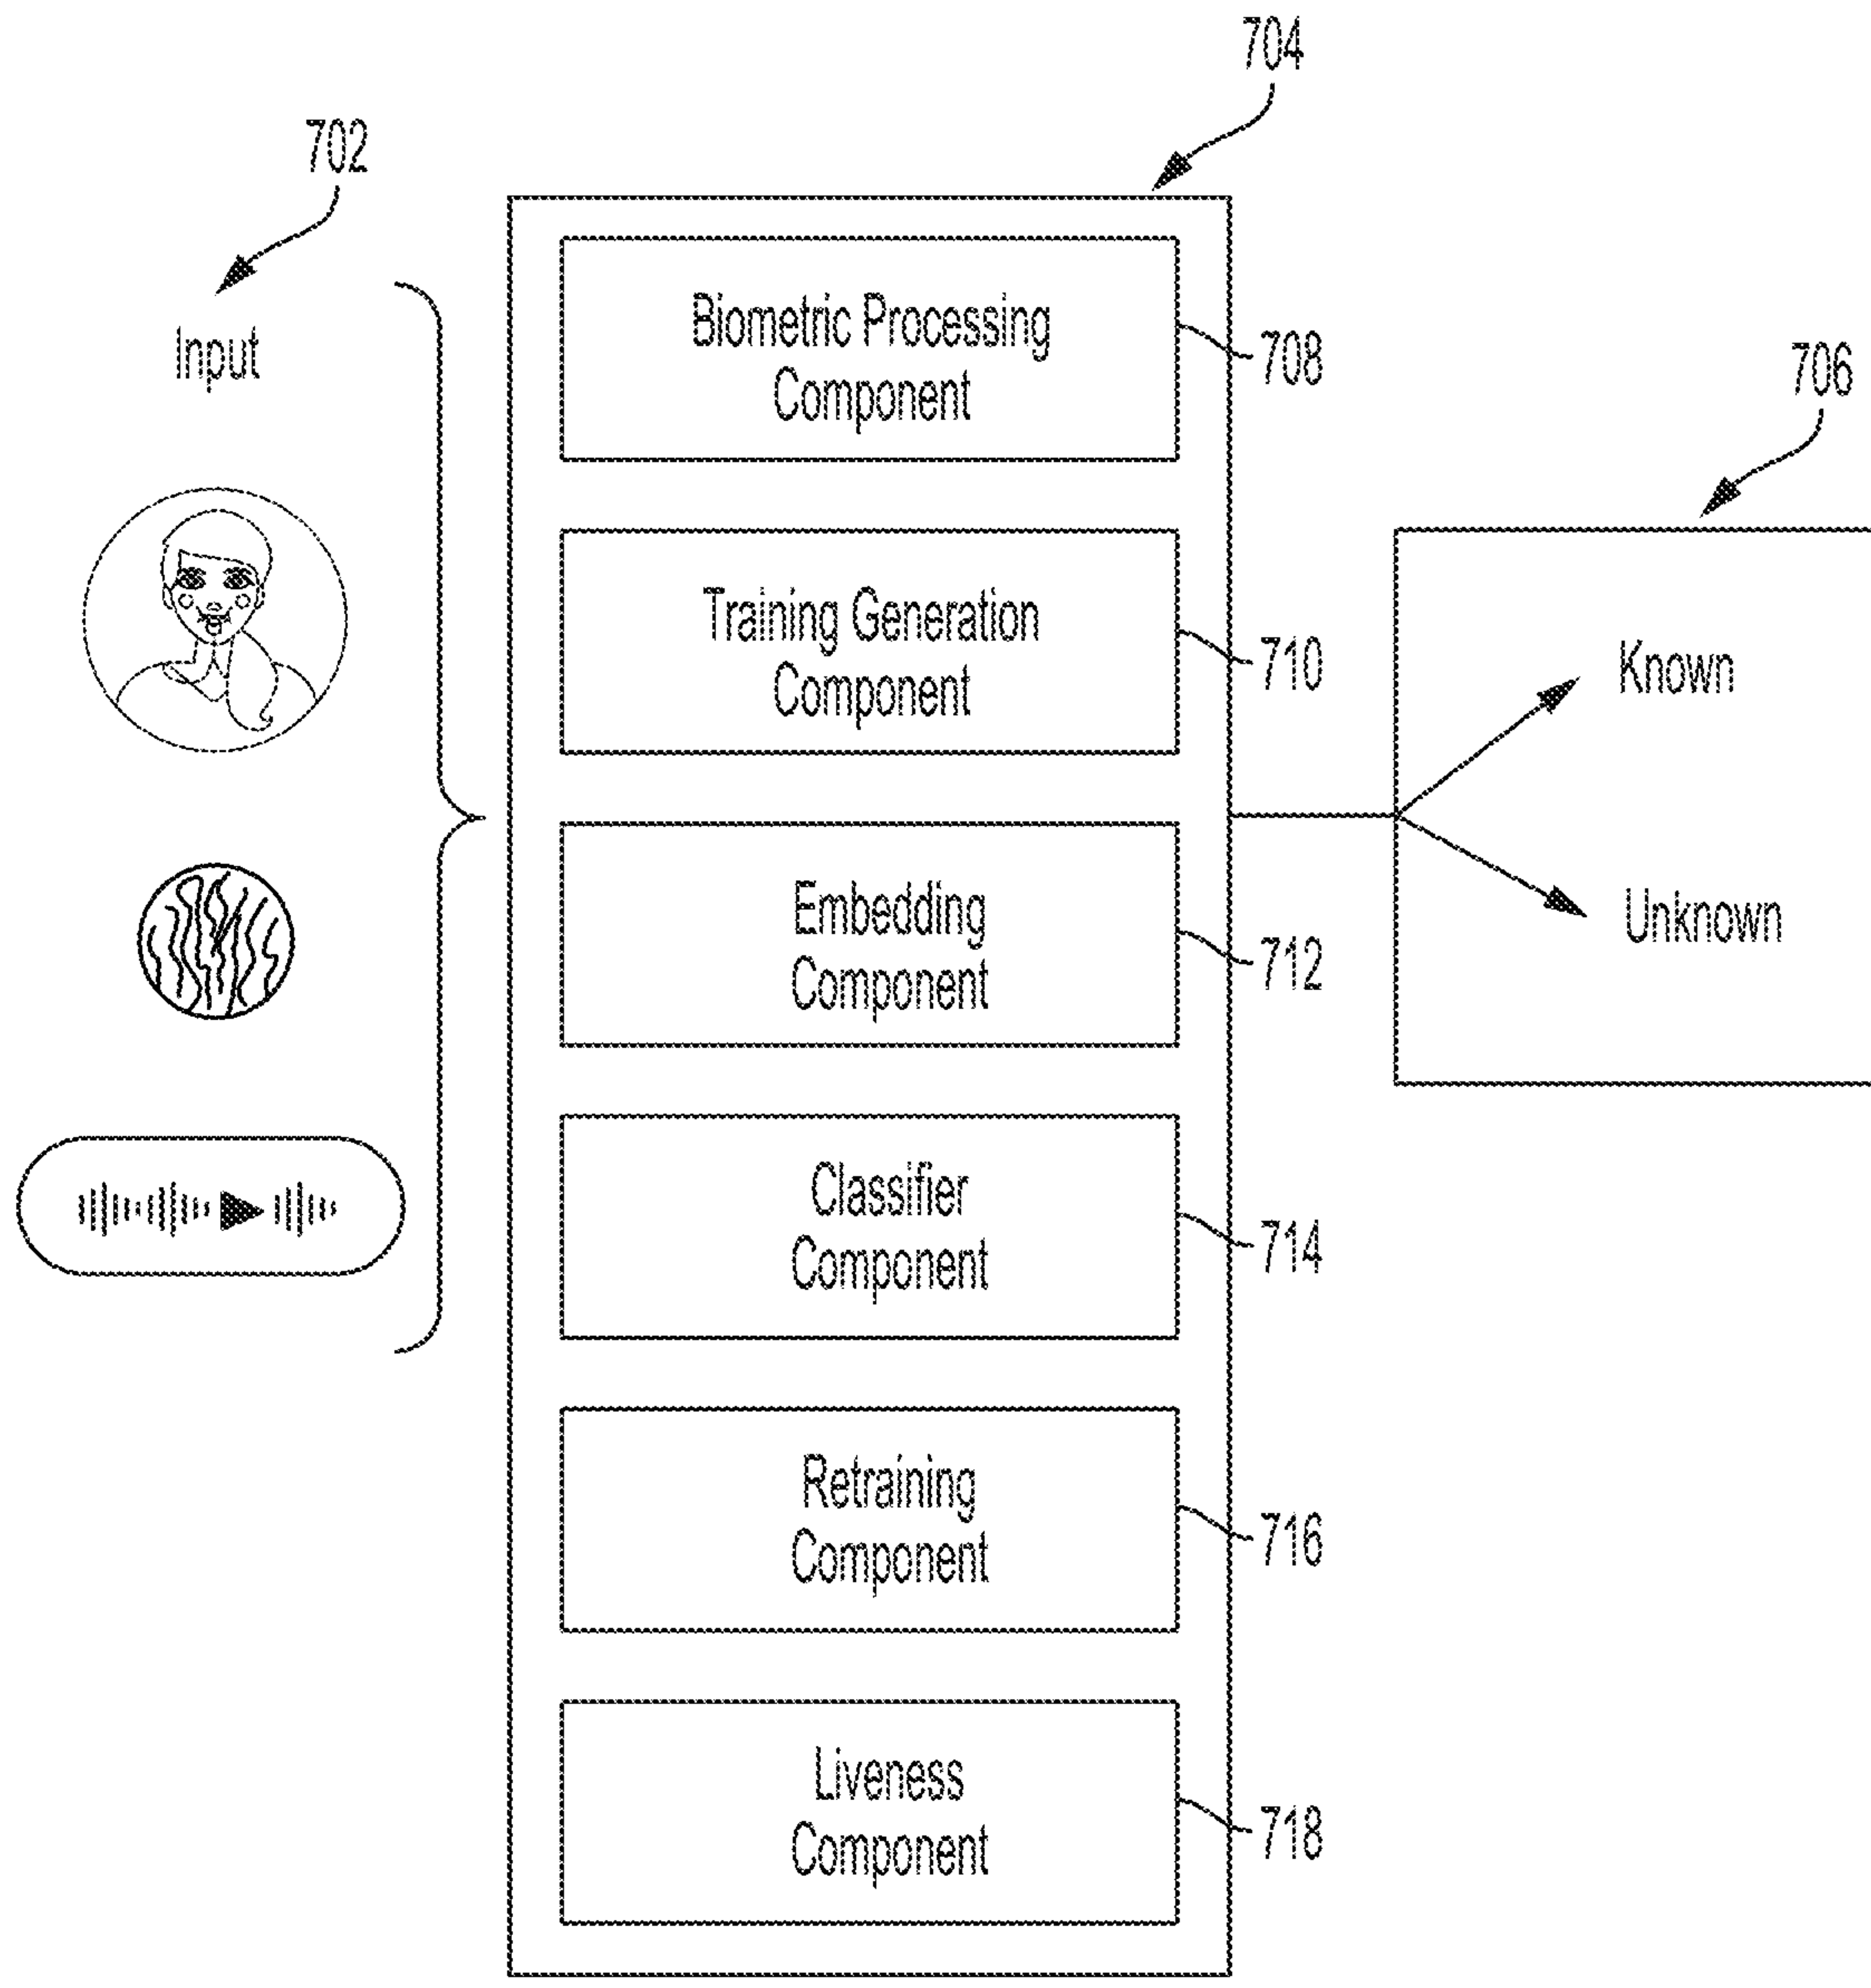 704
702
Input
Biometric Processing
Component
708
706
Training Generation
Component
710
Known
Embedding
Component
712
Unknown
Classifier
Component
714
Retraining
Component
716
Liveness
Component
718